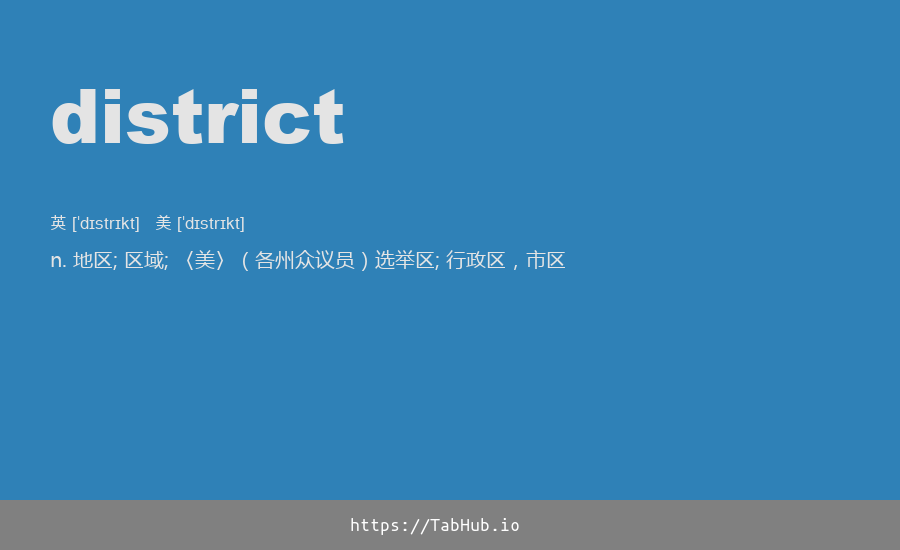 district
英 [ˈdɪstrɪkt] 美 [ˈdɪstrɪkt]
n. 地区; 区域; 〈美〉 ( 各州众议员 ) 选举区; 行政区，市区
https://TabHub.io